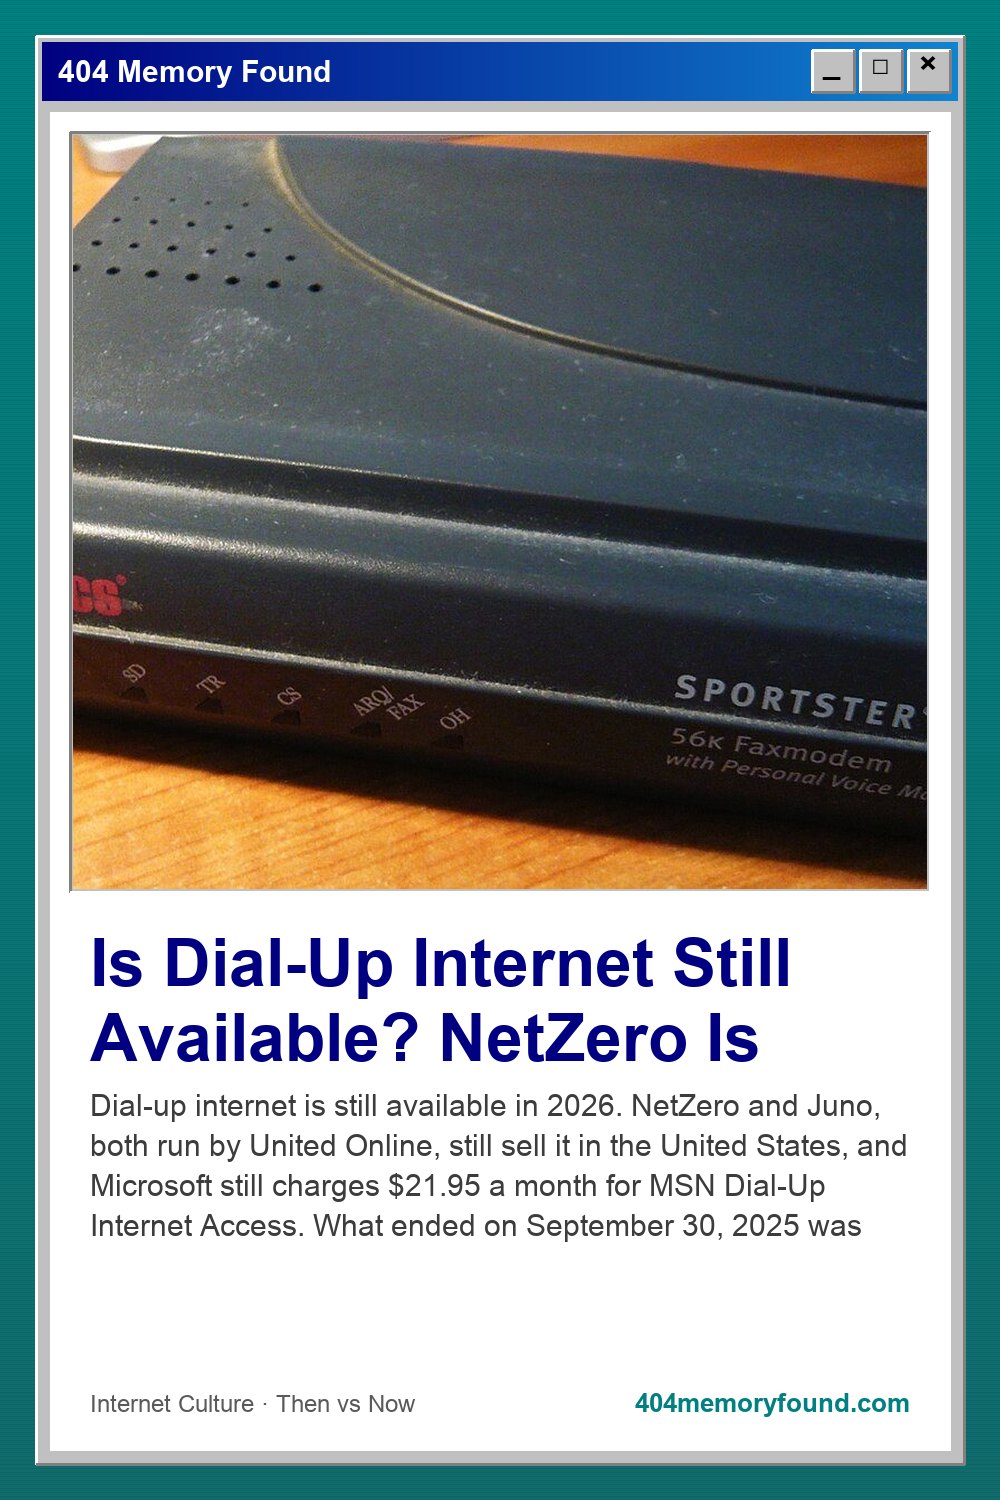 404 Memory Found
CS
SD
TR
CS
ARQ/
FAX
OH
SPORTSTER
56K Faxmodem
with Personal Voice
Is Dial-Up Internet Still
Available? NetZero Is
Dial-up internet is still available in 2026. NetZero and Juno,
both run by United Online, still sell it in the United States, and
Microsoft still charges $21.95 a month for MSN Dial-Up
Internet Access. What ended on September 30, 2025 was
Internet Culture · Then vs Now
404memoryfound.com